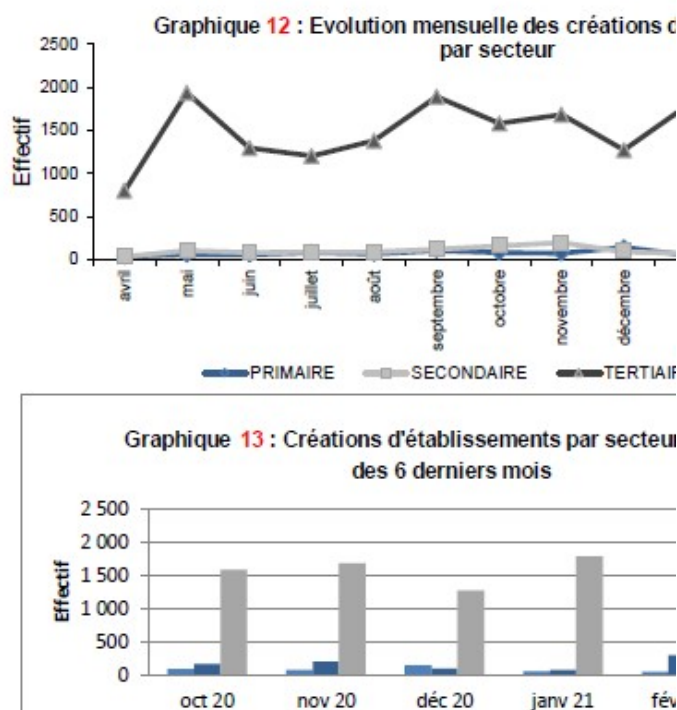 Graphique 12 : Evolution mensuelle des créations d
par secteur
Effectif
2500
2000
1500
1000
500
0
avril
mai
juin
juillet
août
septembre
octobre
novembre
décembre
PRIMAIRE
SECONDAIRE
TERTIAIR
Graphique 13 : Créations d'établissements par secteur
des 6 derniers mois
Effectif
2 500
2 000
1 500
1 000
500
0
oct 20
nov 20
déc 20
janv 21
fév